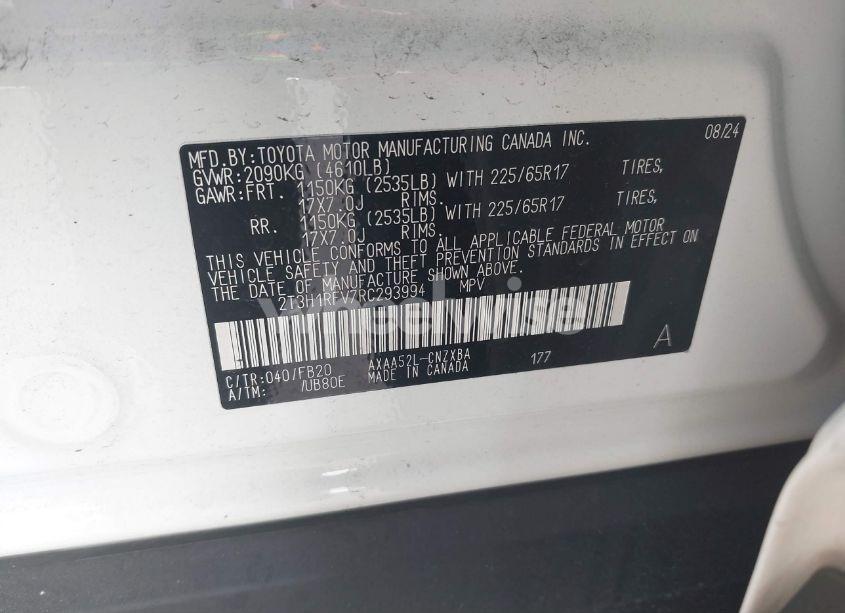 MFD.BY:TOYOTA MOTOR MANUFACTURING CANADA INC. 08/24
GVWR:2090KG (4610LB)
GAWR:FRT. 1150KG (2535LB) WITH 225/65R17 TIRES,
17X7.0J RIMS.
RR. 1150KG (2535LB) WITH 225/65R17 TIRES,
17X7.0J RIMS.
THIS VEHICLE CONFORMS TO ALL APPLICABLE FEDERAL MOTOR
VEHICLE SAFETY AND THEFT PREVENTION STANDARDS IN EFFECT ON
THE DATE OF MANUFACTURE SHOWN ABOVE.
2T3H1RFV7RC293994 MPV
wheelwise
C/TR:040/FB20 AXAA52L-CNZXBA 177 A
A/TM: /UB80E MADE IN CANADA